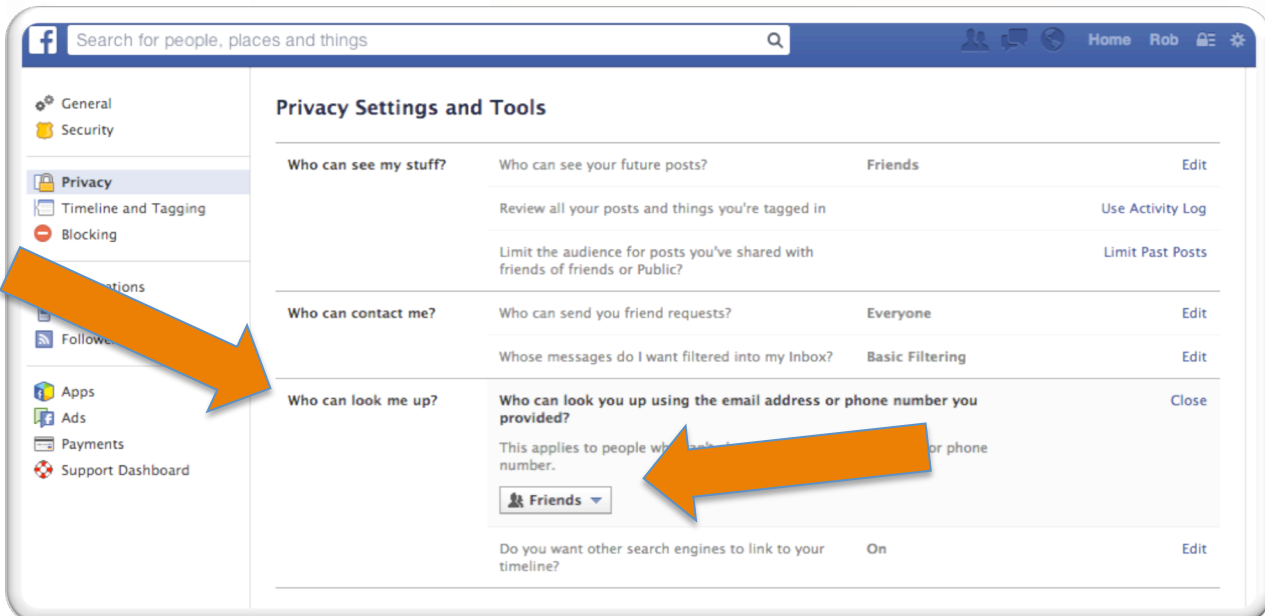 f Search for people, places and things
Home Rob
General
Security
Privacy
Timeline and Tagging
Blocking
Apps
Ads
Payments
Support Dashboard
Privacy Settings and Tools
Who can see my stuff? Who can see your future posts? Friends Edit
Review all your posts and things you're tagged in Use Activity Log
Limit the audience for posts you've shared with Limit Past Posts
friends of friends or Public?
Who can contact me? Who can send you friend requests? Everyone Edit
Whose messages do I want filtered into my Inbox? Basic Filtering Edit
Who can look me up? Who can look you up using the email address or phone number you Close
provided?
This applies to people or phone
number.
Friends
Do you want other search engines to link to your On Edit
timeline?